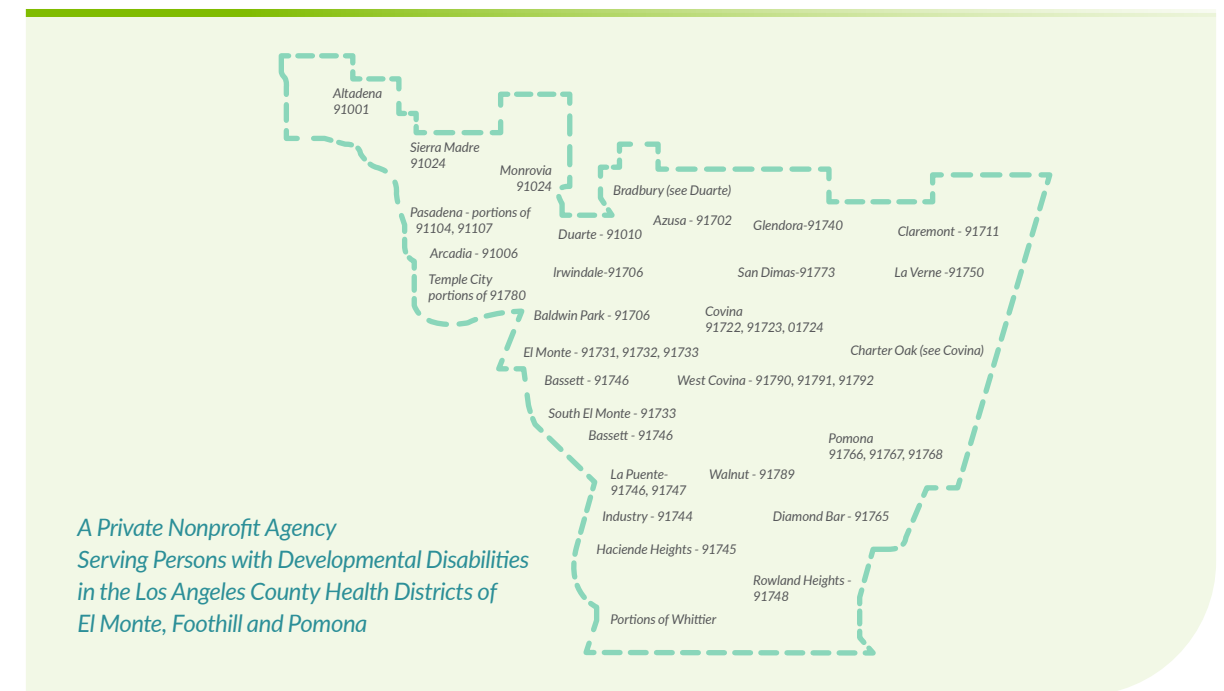 Altadena
91001
Sierra Madre
91024
Monrovia
91024
Bradbury (see Duarte)
Pasadena - portions of
91104, 91107
Azusa - 91702
Glendora-91740
Claremont - 91711
Duarte - 91010
Arcadia - 91006
Irwindale-91706
San Dimas-91773
La Verne -91750
Temple City
portions of 91780
Baldwin Park - 91706
Covina
91722, 91723, 01724
El Monte - 91731, 91732, 91733
Charter Oak (see Covina)
Bassett - 91746
West Covina - 91790, 91791, 91792
South El Monte - 91733
Bassett - 91746
Pomona
91766, 91767, 91768
La Puente-
91746, 91747
Walnut - 91789
Industry - 91744
Diamond Bar - 91765
Haciende Heights - 91745
Rowland Heights -
91748
Portions of Whittier
A Private Nonprofit Agency
Serving Persons with Developmental Disabilities
in the Los Angeles County Health Districts of
El Monte, Foothill and Pomona